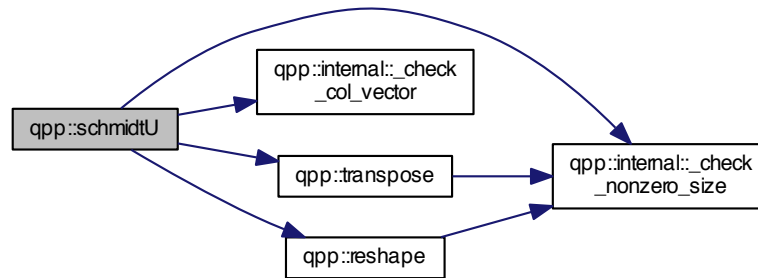 qpp::schmidtU
qpp::internal::_check
_col_vector
qpp::transpose
qpp::reshape
qpp::internal::_check
_nonzero_size